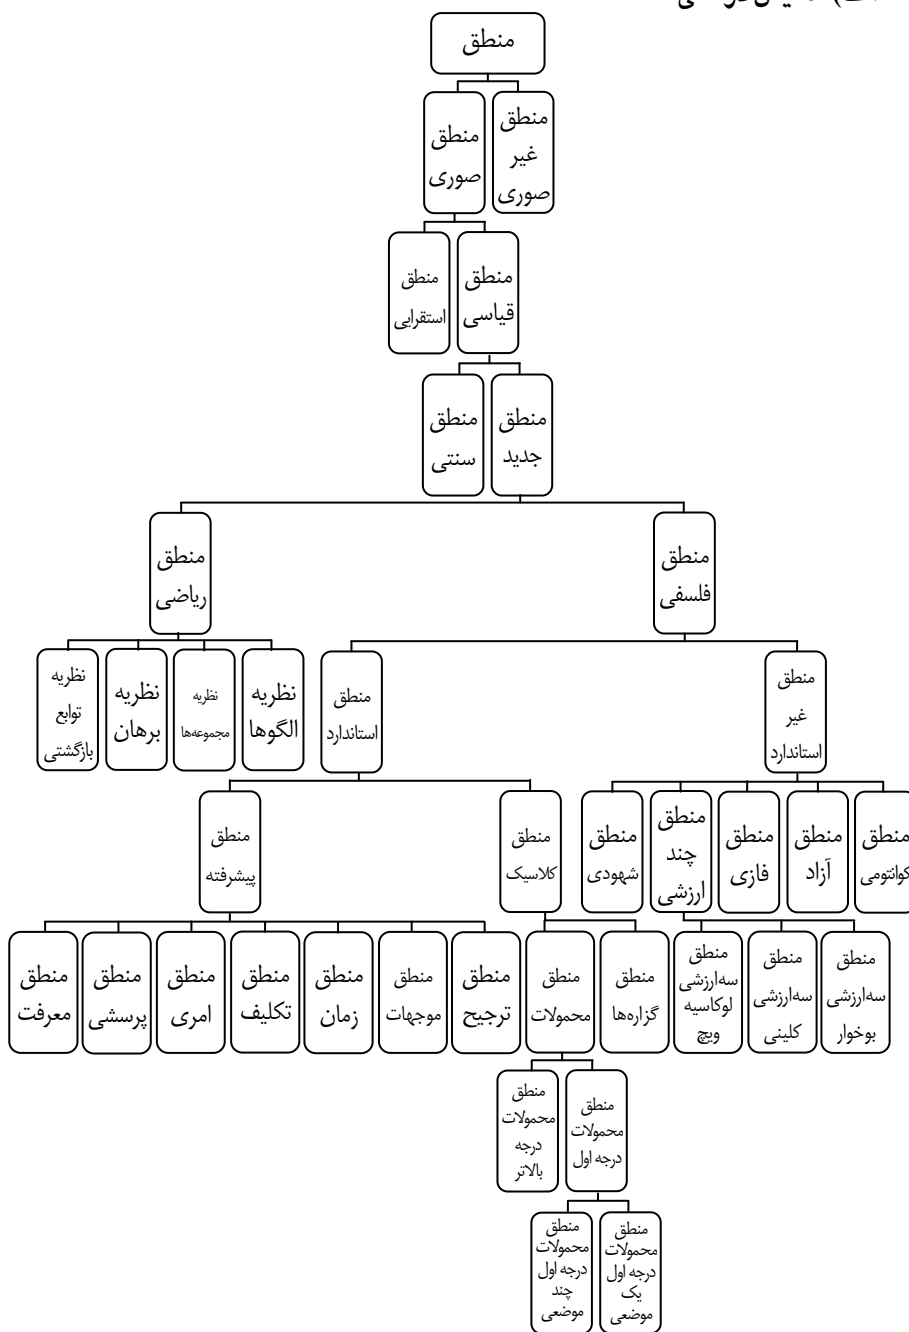 منطق
منطق
غیر
صوری
منطق
صوری
منطق
قیاسی
منطق
استقرایی
منطق
جدید
منطق
سنتی
منطق
فلسفی
منطق
ریاضی
منطق
غیر
استاندارد
منطق
استاندارد
نظریه
الگوها
نظریه
مجموعه‌ها
نظریه
برهان
نظریه
توابع
بازگشتی
منطق
کوانتومی
منطق
آزاد
منطق
فازی
منطق
چند
ارزشی
منطق
شهودی
منطق
کلاسیک
منطق
پیشرفته
منطق
سه‌ارزشی
بوخوار
منطق
سه‌ارزشی
کلینی
منطق
سه‌ارزشی
لوکاسیه
ویچ
منطق
گزاره‌ها
منطق
محمولات
منطق
ترجیح
منطق
موجهات
منطق
زمان
منطق
تکلیف
منطق
امری
منطق
پرسشی
منطق
معرفت
منطق
محمولات
درجه اول
منطق
محمولات
درجه
بالاتر
منطق
محمولات
درجه اول
یک
موضعی
منطق
محمولات
درجه اول
چند
موضعی